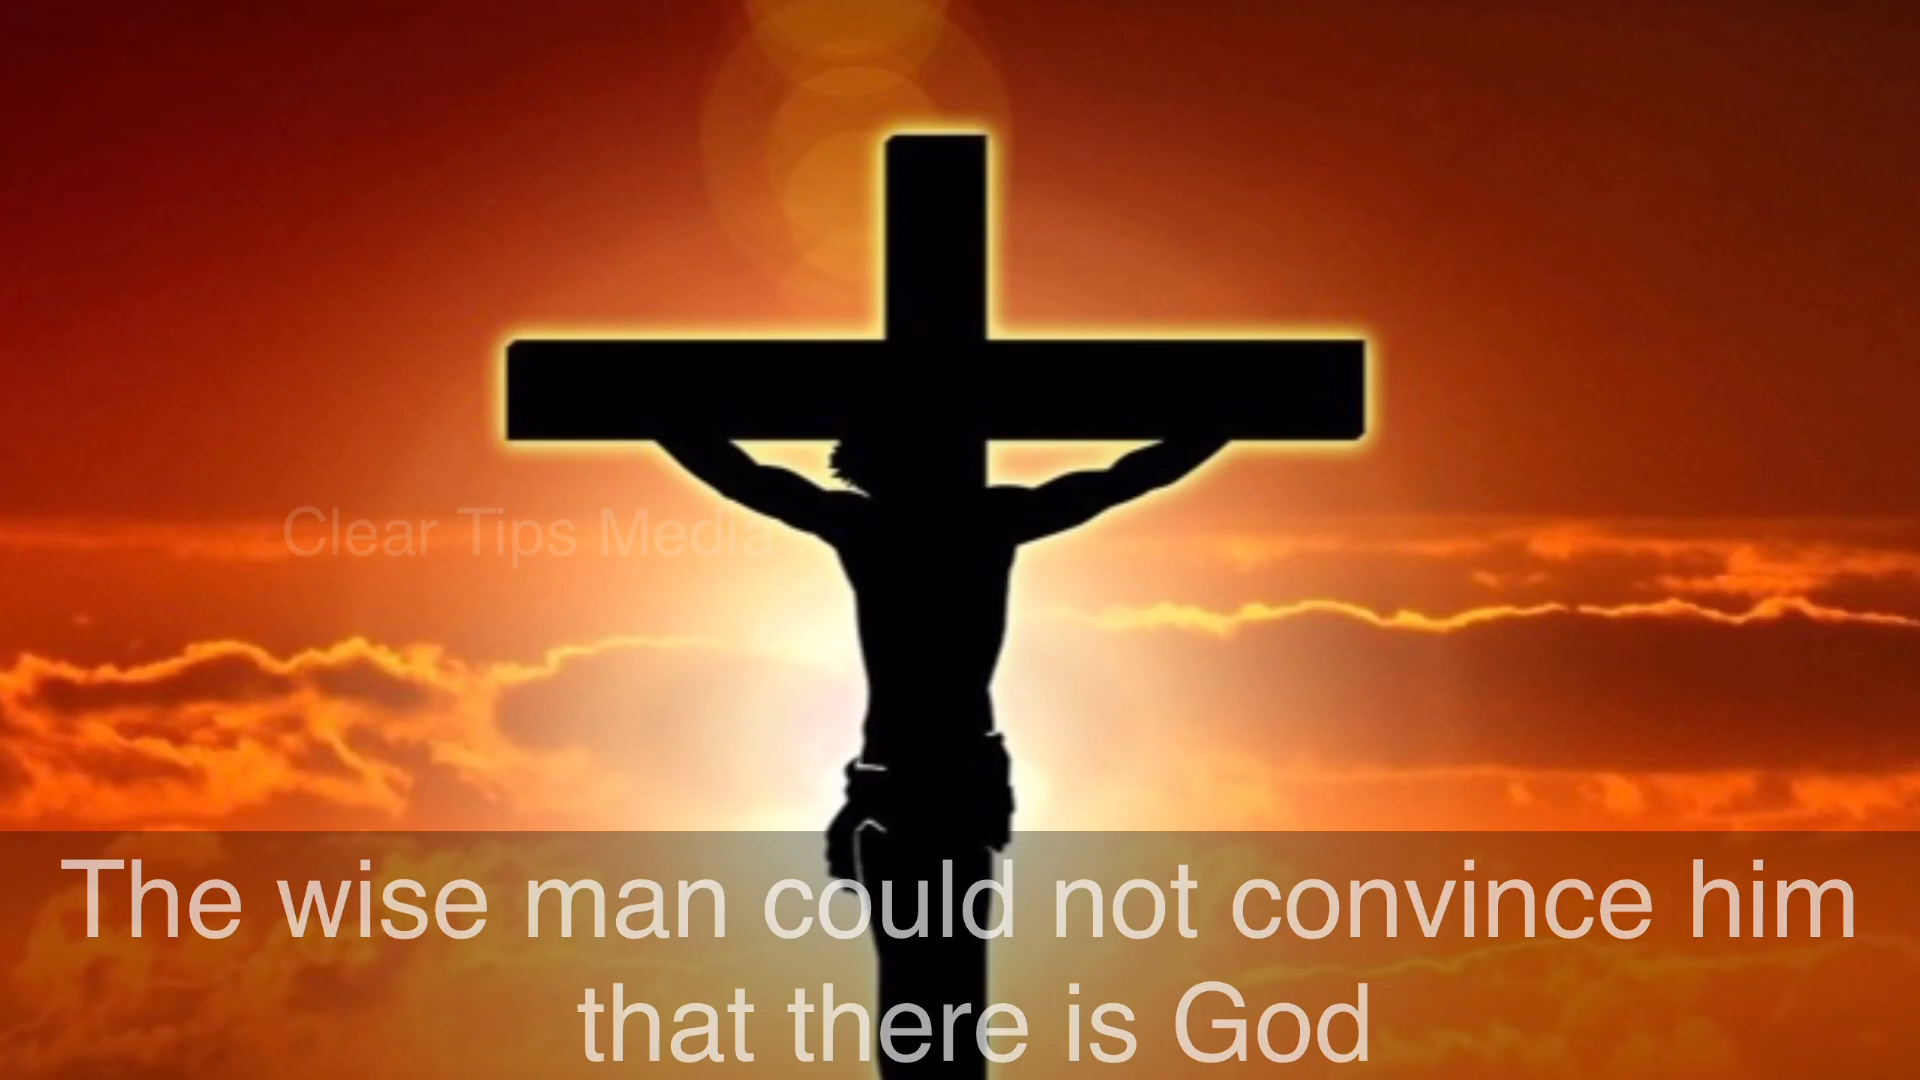 Clear Tips Media
The wise man could not convince him
that there is God